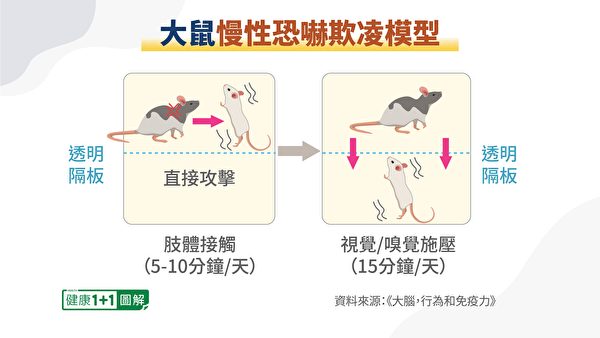 大鼠慢性恐嚇欺凌模型
透明
隔板
直接攻擊
透明
隔板
肢體接觸
（5-10分鐘/天）
視覺/嗅覺施壓
（15分鐘/天）
健康1+1 圖解
資料來源：《大腦，行為和免疫力》